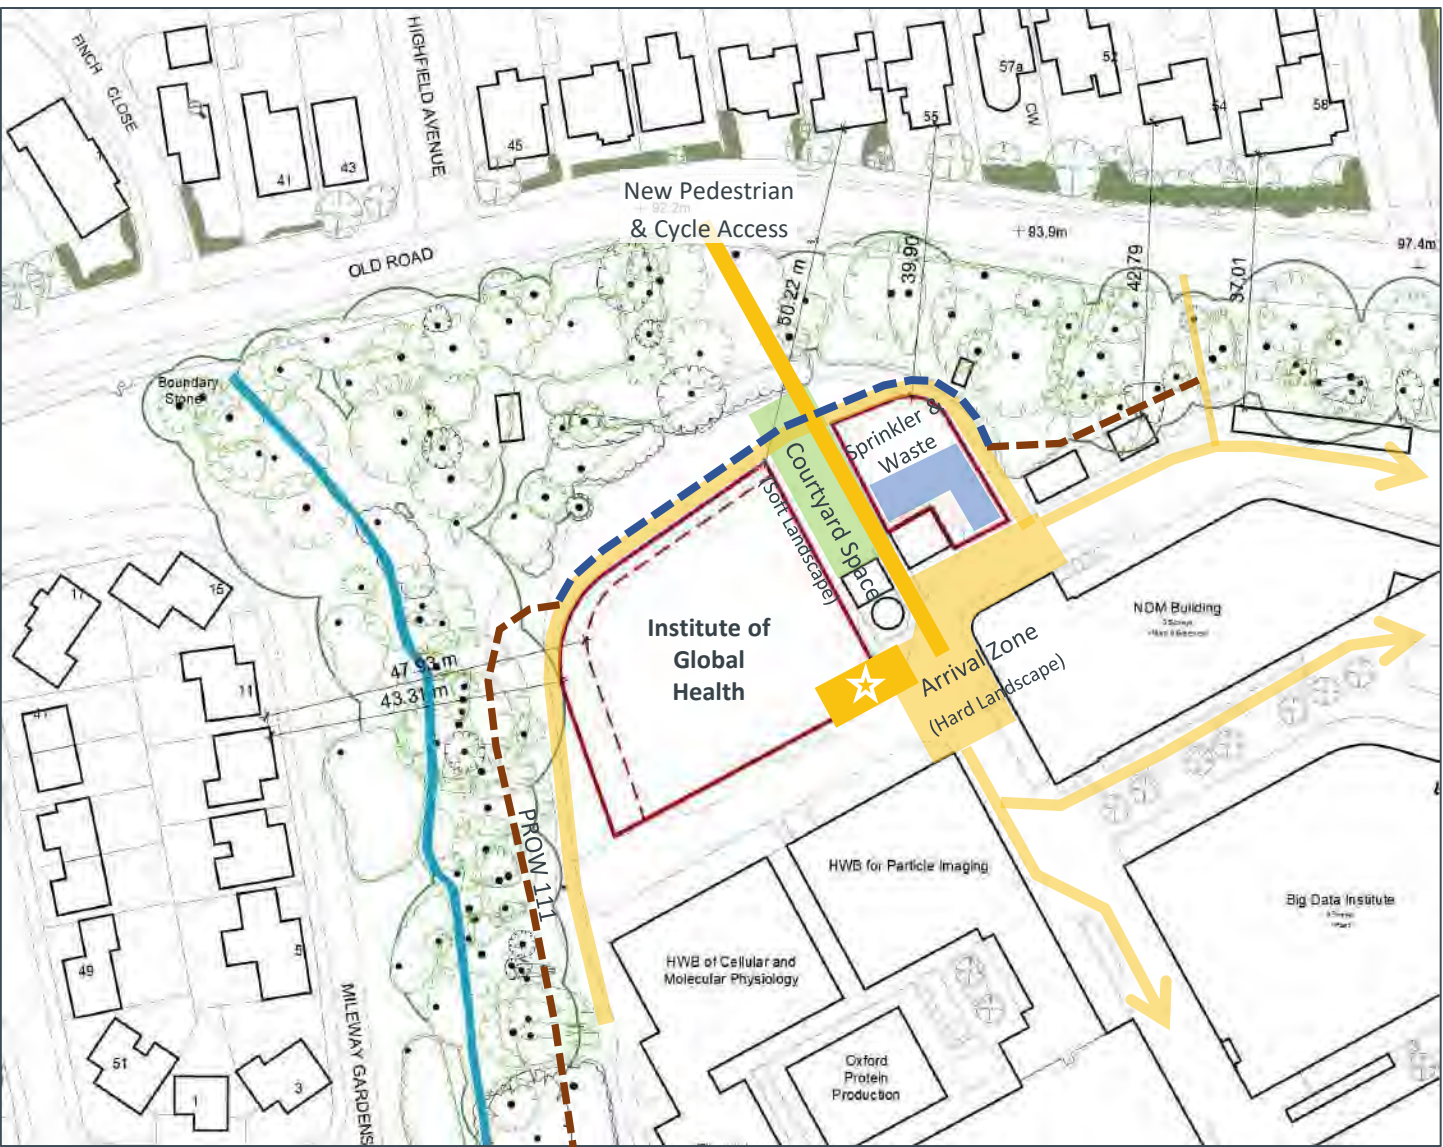 FINCH CLOSE
HIGHFIELD AVENUE
41
43
45
55
57a
CW
52
54
58
New Pedestrian
& Cycle Access
92.2m
93.9m
97.4m
OLD ROAD
50.22 m
39.90
42.79
37.01
Boundary
Stone
Sprinkler &
Waste
Courtyard Space
(Soft Landscape)
17
15
11
47.93 m
43.31 m
47
Institute of
Global
Health
Arrival Zone
(Hard Landscape)
NDM Building
PROW 111
HWB for Particle Imaging
Big Data Institute
HWB of Cellular and
Molecular Physiology
49
5
51
1
3
MILEWAY GARDENS
Oxford
Protein
Production